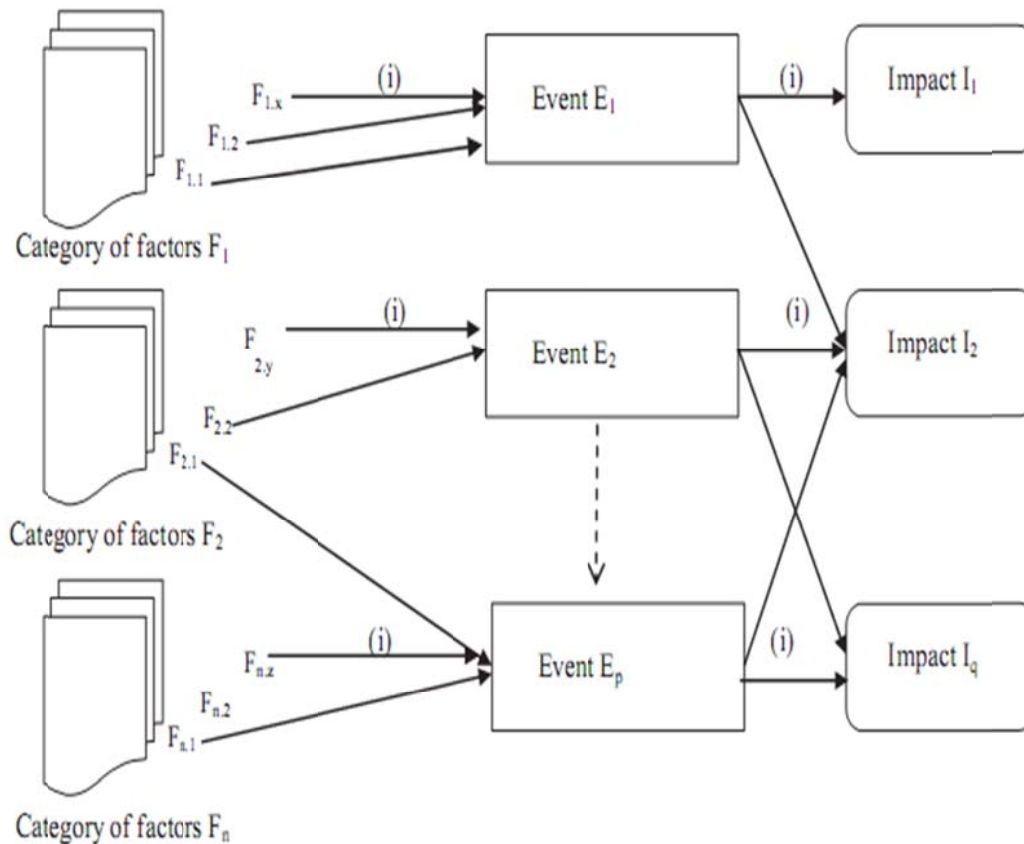 F₁.ₓ
(i)
Event E₁
(i)
Impact I₁
F₁.₂
F₁.₁
Category of factors F₁
F
2.y
(i)
Event E₂
(i)
Impact I₂
F₂.₂
F₂.₁
Category of factors F₂
Fn.z
(i)
Event Eₚ
(i)
Impact Iq
Fn.2
Fn.1
Category of factors Fₙ